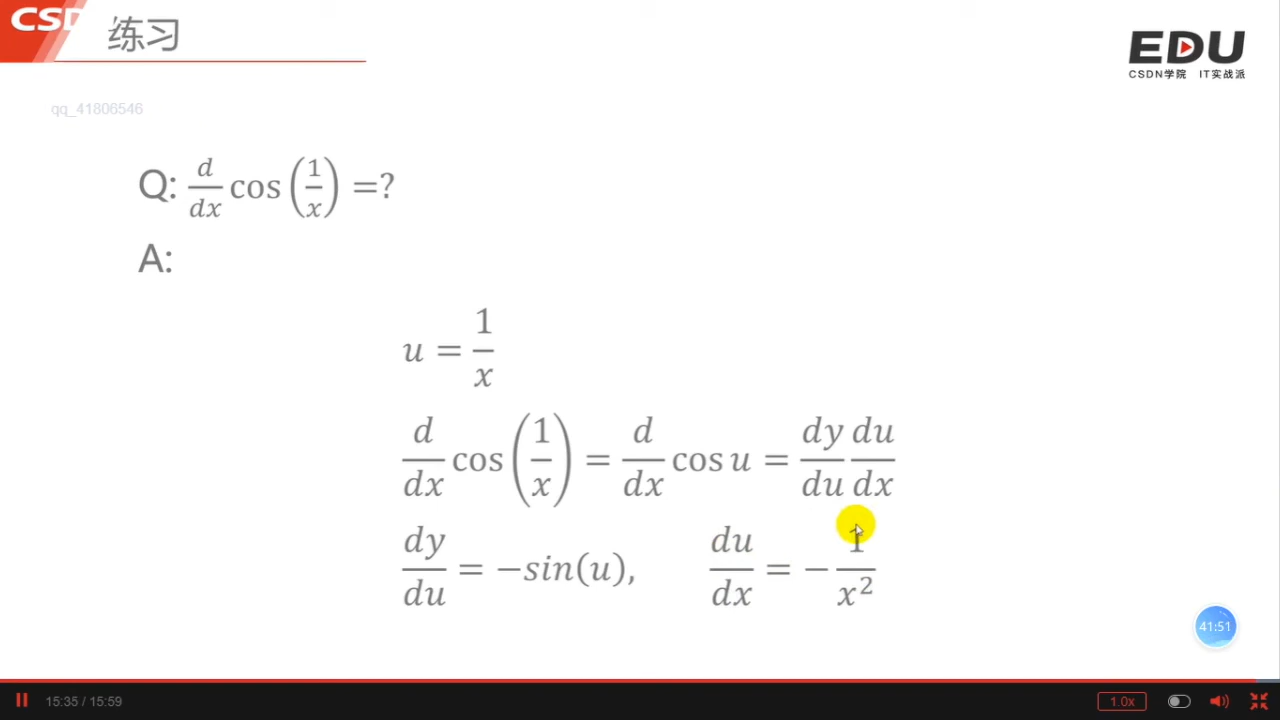 CSD
练习
EDU
CSDN学院 IT实战派
qq_41806546
Q: d/dx cos(1/x) =?
A:
u = 1/x
d/dx cos(1/x) = d/dx cos u = dy/du du/dx
dy/du = −sin(u), du/dx = − 1/x²
41:51
15:35 / 15:59
1.0x